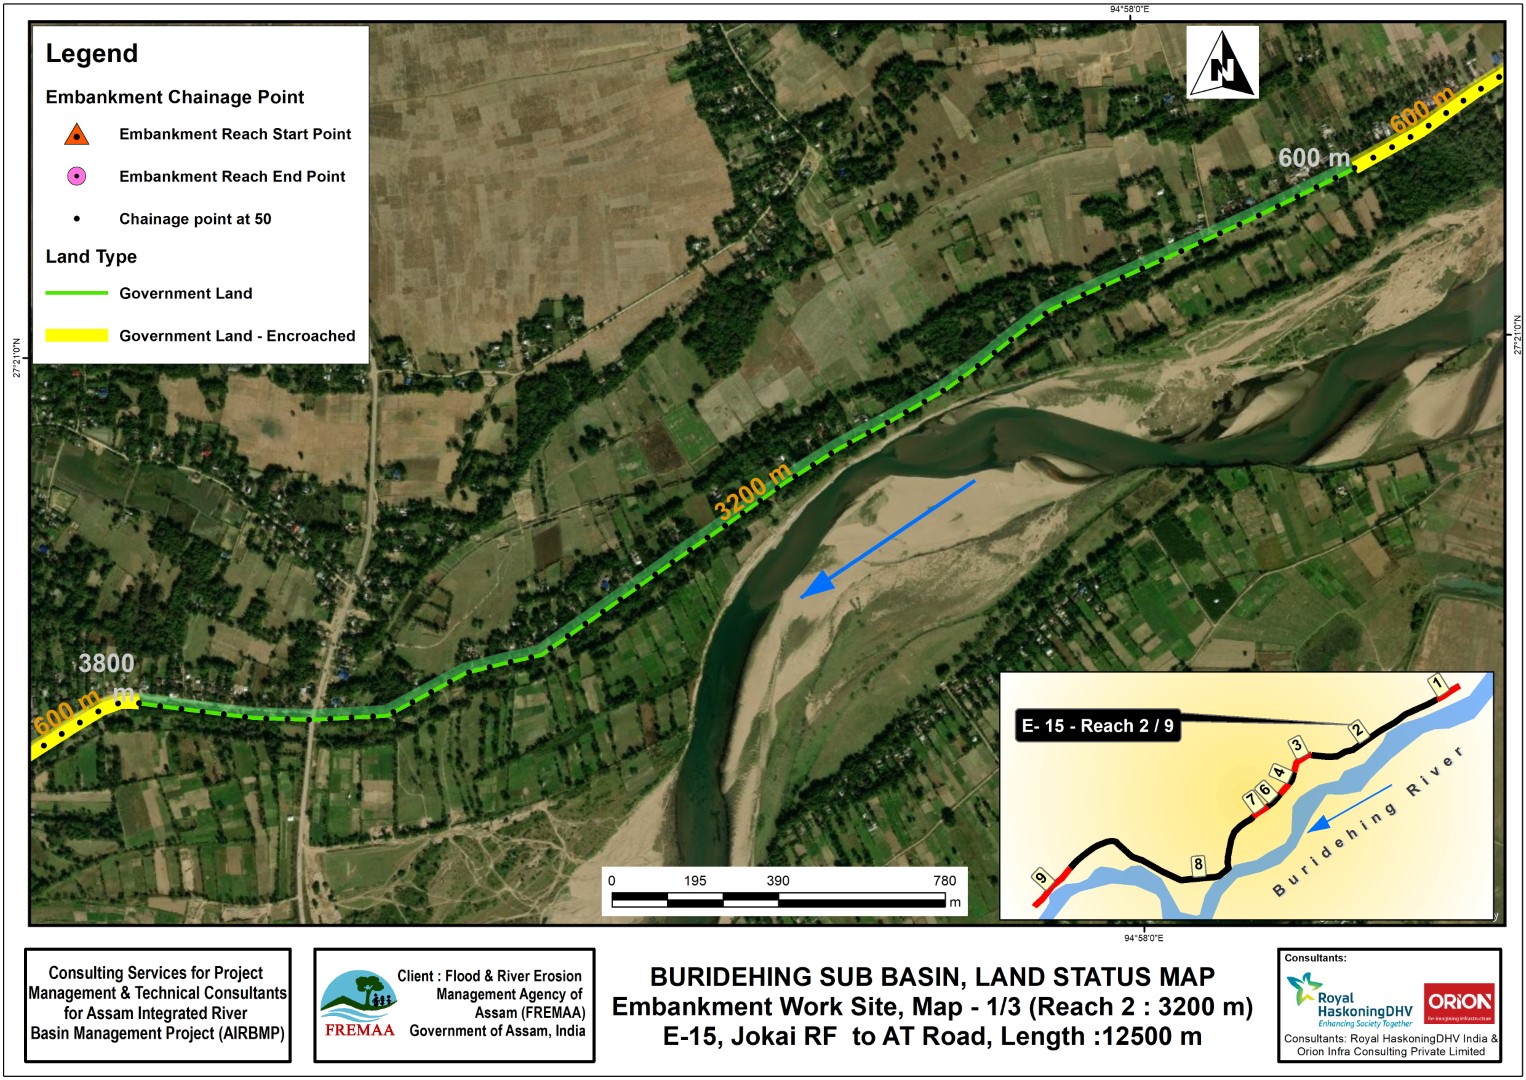 94°58'0"E
Legend
Embankment Chainage Point
Embankment Reach Start Point
Embankment Reach End Point
Chainage point at 50
Land Type
Government Land
Government Land - Encroached
N
600 m
600 m
27°21'0"N
27°21'0"N
3200 m
3800
m
600 m
E- 15 - Reach 2 / 9
1
2
3
4
6
7
8
9
Buridehing River
y
0 195 390 780
m
94°58'0"E
Consulting Services for Project
Management & Technical Consultants
for Assam Integrated River
Basin Management Project (AIRBMP)
FREMAA
Client : Flood & River Erosion
Management Agency of
Assam (FREMAA)
Government of Assam, India
BURIDEHING SUB BASIN, LAND STATUS MAP
Embankment Work Site, Map - 1/3 (Reach 2 : 3200 m)
E-15, Jokai RF to AT Road, Length :12500 m
Consultants:
Royal
HaskoningDHV
Enhancing Society Together
ORION
Re-imagining infrastructure
Consultants: Royal HaskoningDHV India &
Orion Infra Consulting Private Limited